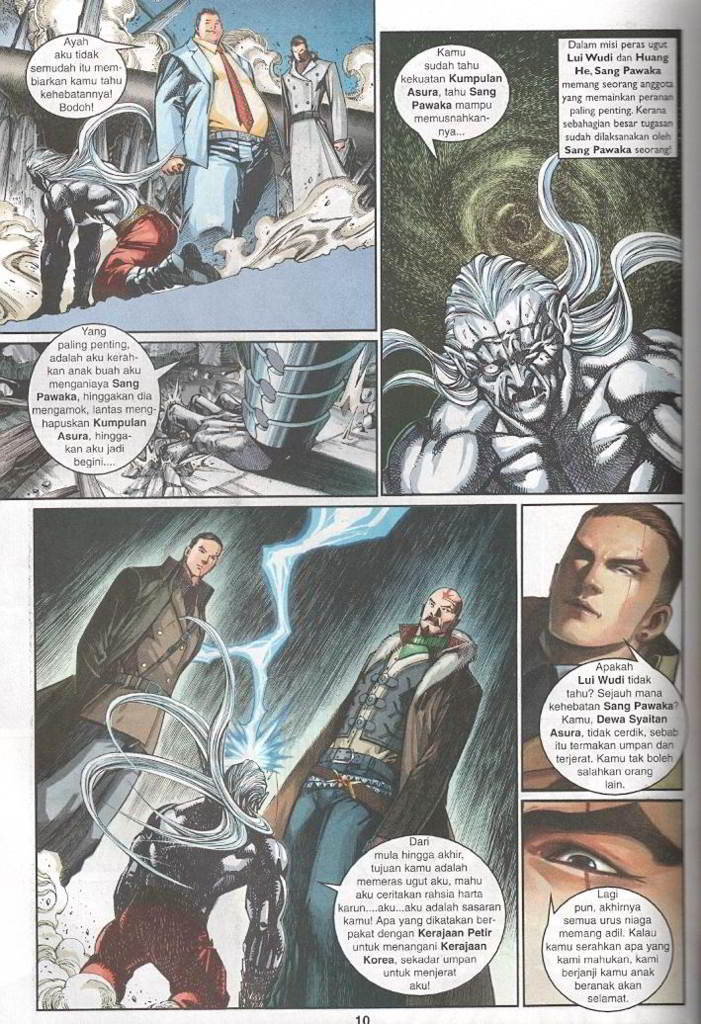 Ayah
aku tidak
semudah itu mem-
biarkan kamu tahu
kehebatannya!
Bodoh!
Kamu
sudah tahu
kekuatan Kumpulan
Asura, tahu Sang
Pawaka mampu
memusnahkan-
nya...
Dalam misi peras ugut
Lui Wudi dan Huang
He, Sang Pawaka
memang seorang anggota
yang memainkan peranan
paling penting. Kerana
sebahagian besar tugasan
sudah dilaksanakan oleh
Sang Pawaka seorang!
Yang
paling penting,
adalah aku kerah-
kan anak buah aku
menganiaya Sang
Pawaka, hinggakan dia
mengamok, lantas meng-
hapuskan Kumpulan
Asura, hingga-
kan aku jadi
begini....
Apakah
Lui Wudi tidak
tahu? Sejauh mana
kehebatan Sang Pawaka?
Kamu, Dewa Syaitan
Asura, tidak cerdik, sebab
itu termakan umpan dan
terjerat. Kamu tak boleh
salahkan orang
lain.
Dari
mula hingga akhir,
tujuan kamu adalah
memeras ugut aku, mahu
aku ceritakan rahsia harta
karun....aku...aku adalah sasaran
kamu! Apa yang dikatakan ber-
pakat dengan Kerajaan Petir
untuk menangani Kerajaan
Korea, sekadar umpan
untuk menjerat
aku!
Lagi
pun, akhirnya
semua urus niaga
memang adil. Kalau
kamu serahkan apa yang
kami mahukan, kami
berjanji kamu anak
beranak akan
selamat.
10